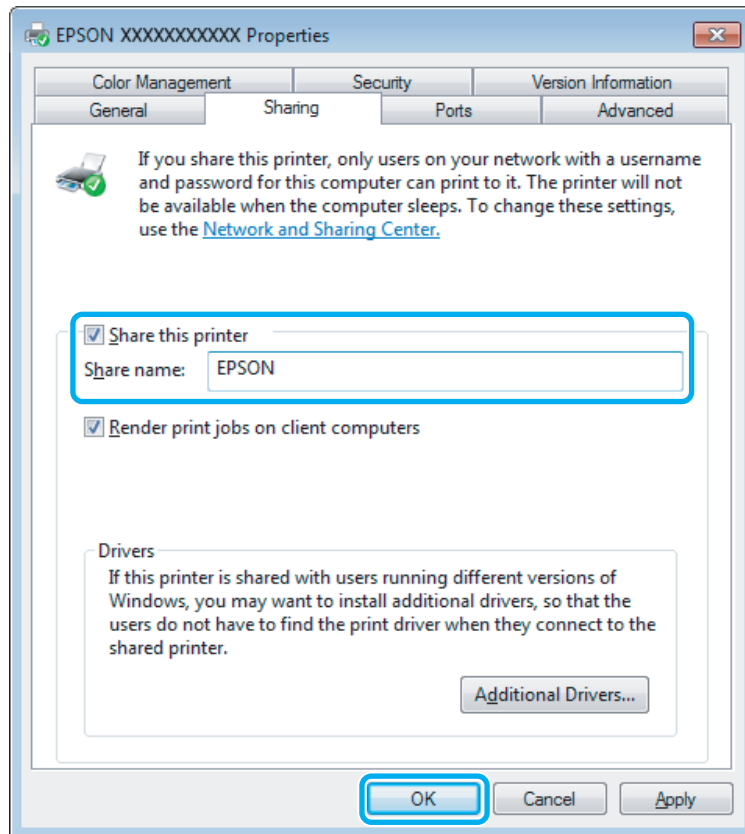 EPSON XXXXXXXXXXX Properties
Color Management Security Version Information
General Sharing Ports Advanced
If you share this printer, only users on your network with a username
and password for this computer can print to it. The printer will not
be available when the computer sleeps. To change these settings,
use the Network and Sharing Center.
Share this printer
Share name: EPSON
Render print jobs on client computers
Drivers
If this printer is shared with users running different versions of
Windows, you may want to install additional drivers, so that the
users do not have to find the print driver when they connect to the
shared printer.
Additional Drivers...
OK Cancel Apply